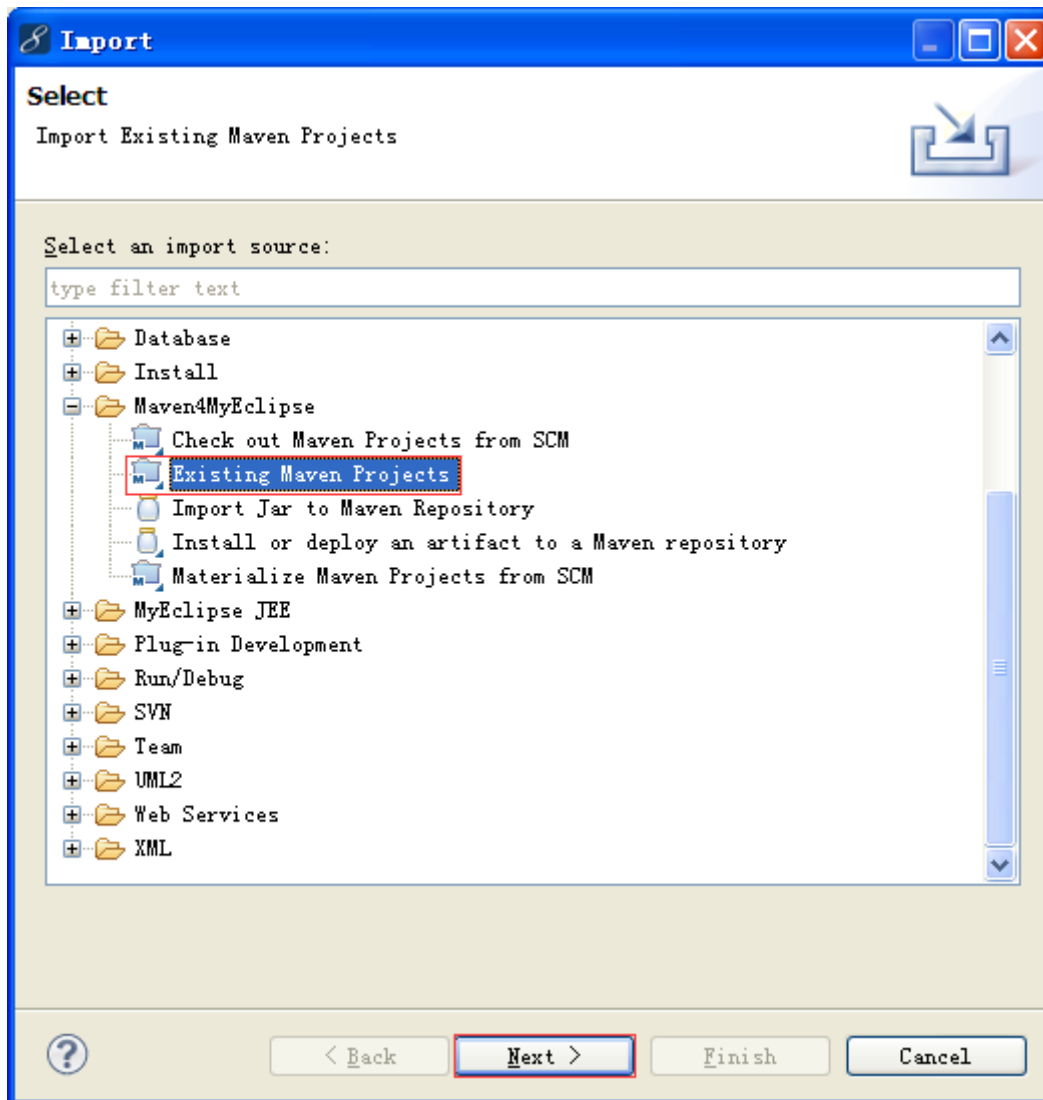 Import
Select
Import Existing Maven Projects
Select an import source:
type filter text
Database
Install
Maven4MyEclipse
Check out Maven Projects from SCM
Existing Maven Projects
Import Jar to Maven Repository
Install or deploy an artifact to a Maven repository
Materialize Maven Projects from SCM
MyEclipse JEE
Plug-in Development
Run/Debug
SVN
Team
UML2
Web Services
XML
< Back Next > Finish Cancel